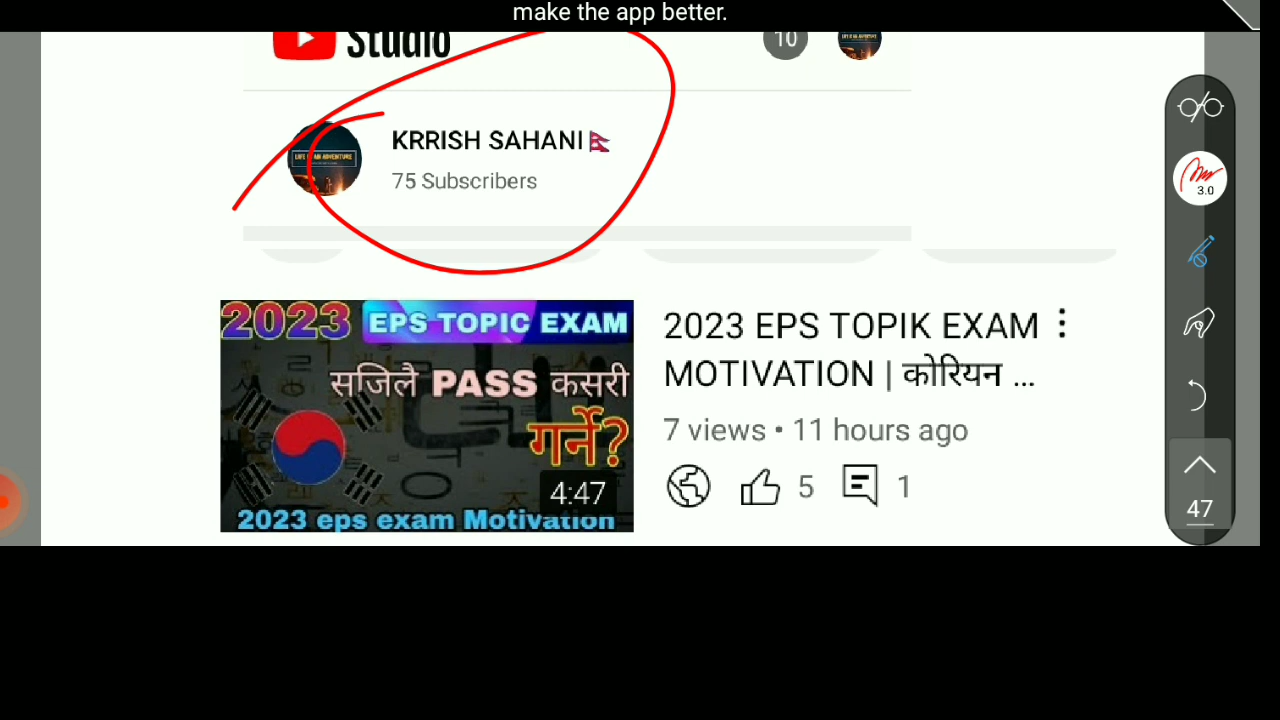 make the app better.
Studio
10
KRRISH SAHANI
75 Subscribers
3.0
2023 EPS-TOPIC EXAM
सजिलै PASS कसरी
गर्ने?
4:47
2023 eps exam Motivation
2023 EPS TOPIK EXAM
MOTIVATION | कोरियन ...
7 views • 11 hours ago
5
1
47